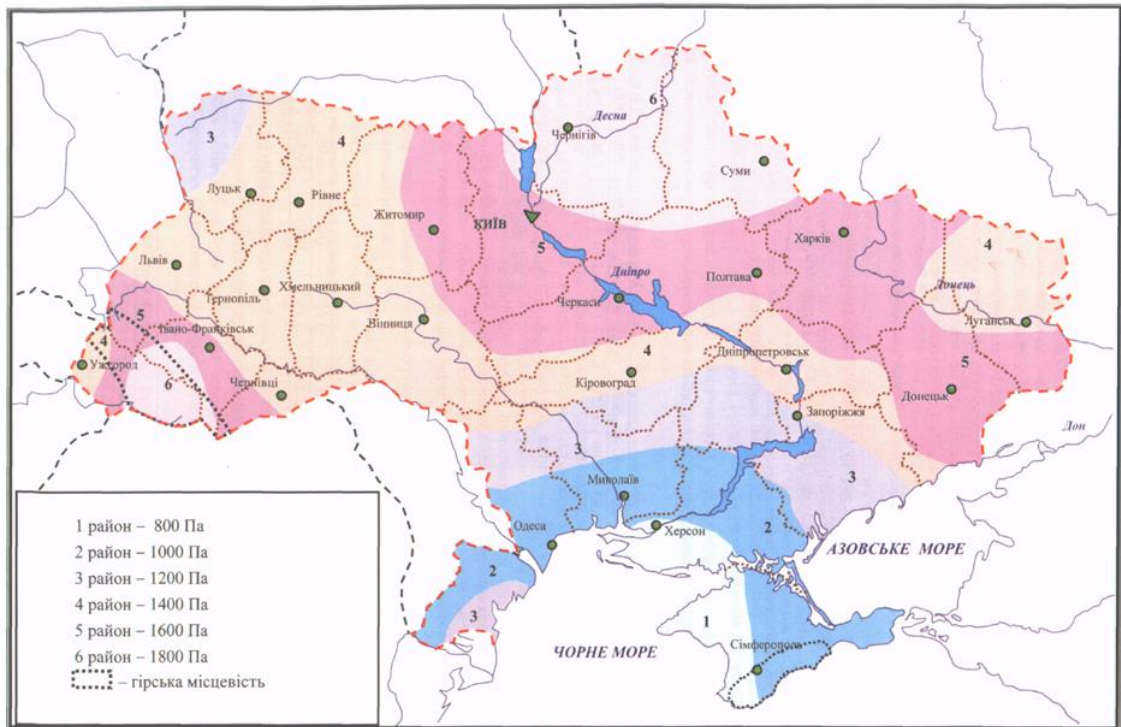 6
Десна
Чернігів
3
4
Суми
Луцьк
Рівне
Житомир
КИЇВ
5
Харків
4
Львів
Дніпро
Полтава
Донець
Тернопіль
Хмельницький
Черкаси
Вінниця
Луганськ
5
Івано-Франківськ
4
Ужгород
6
Чернівці
4
Кіровоград
Дніпропетровськ
5
Донецьк
Запоріжжя
Дон
3
3
Миколаїв
Одеса
Херсон
2
АЗОВСЬКЕ МОРЕ
2
3
1
Сімферополь
ЧОРНЕ МОРЕ
1 район – 800 Па
2 район – 1000 Па
3 район – 1200 Па
4 район – 1400 Па
5 район – 1600 Па
6 район – 1800 Па
– гірська місцевість